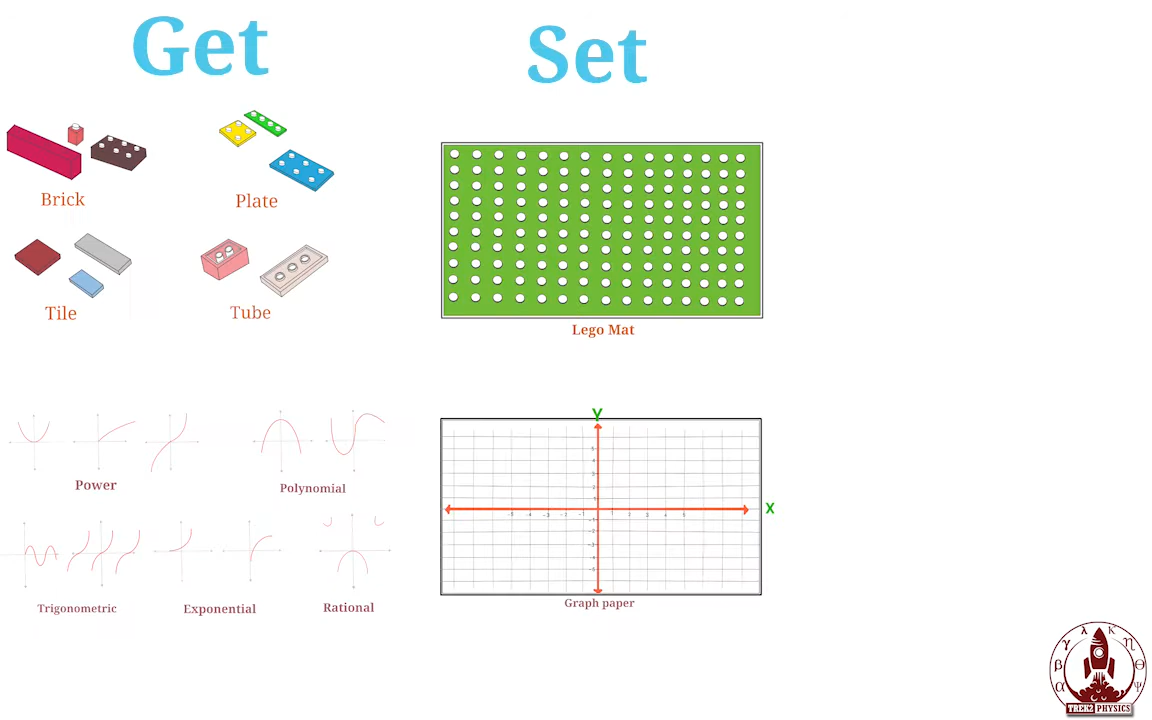 Get
Set
Brick
Plate
Tile
Tube
Lego Mat
Power
Polynomial
Trigonometric
Exponential
Rational
Y
X
Graph paper
α β γ λ κ η θ ψ
TREK2 PHYSICS